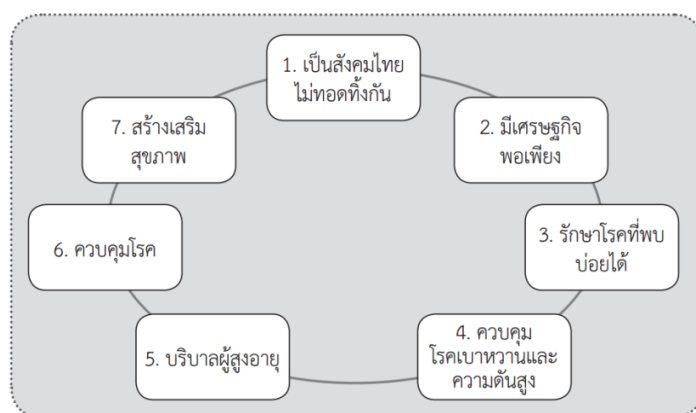 1. เป็นสังคมไทย
ไม่ทอดทิ้งกัน
2. มีเศรษฐกิจ
พอเพียง
3. รักษาโรคที่พบ
บ่อยได้
4. ควบคุม
โรคเบาหวานและ
ความดันสูง
5. บริบาลผู้สูงอายุ
6. ควบคุมโรค
7. สร้างเสริม
สุขภาพ